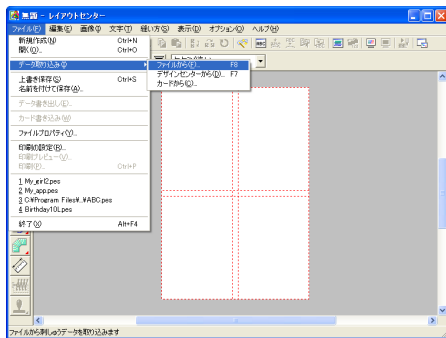 無題 - レイアウトセンター
ファイル(F) 編集(E) 画像(I) 文字(T) 縫い方(S) 表示(D) オプション(O) ヘルプ(H)
新規作成(N) Ctrl+N
開く(O)... Ctrl+O
データ取り込み(I)
ファイルから(F)... F6
デザインセンターから(D)... F7
カードから(C)...
上書き保存(S) Ctrl+S
名前を付けて保存(A)...
データ書き出し(E)...
カード書き込み(W)
ファイルプロパティ(Y)...
印刷の設定(R)...
印刷プレビュー(V)...
印刷(P)... Ctrl+P
1 My_girl2.pes
2 My_app.pes
3 C:¥Program Files¥..¥ABC.pes
4 Birthday10L.pes
終了(X) Alt+F4
ファイルから刺しゅうデータを取り込みます